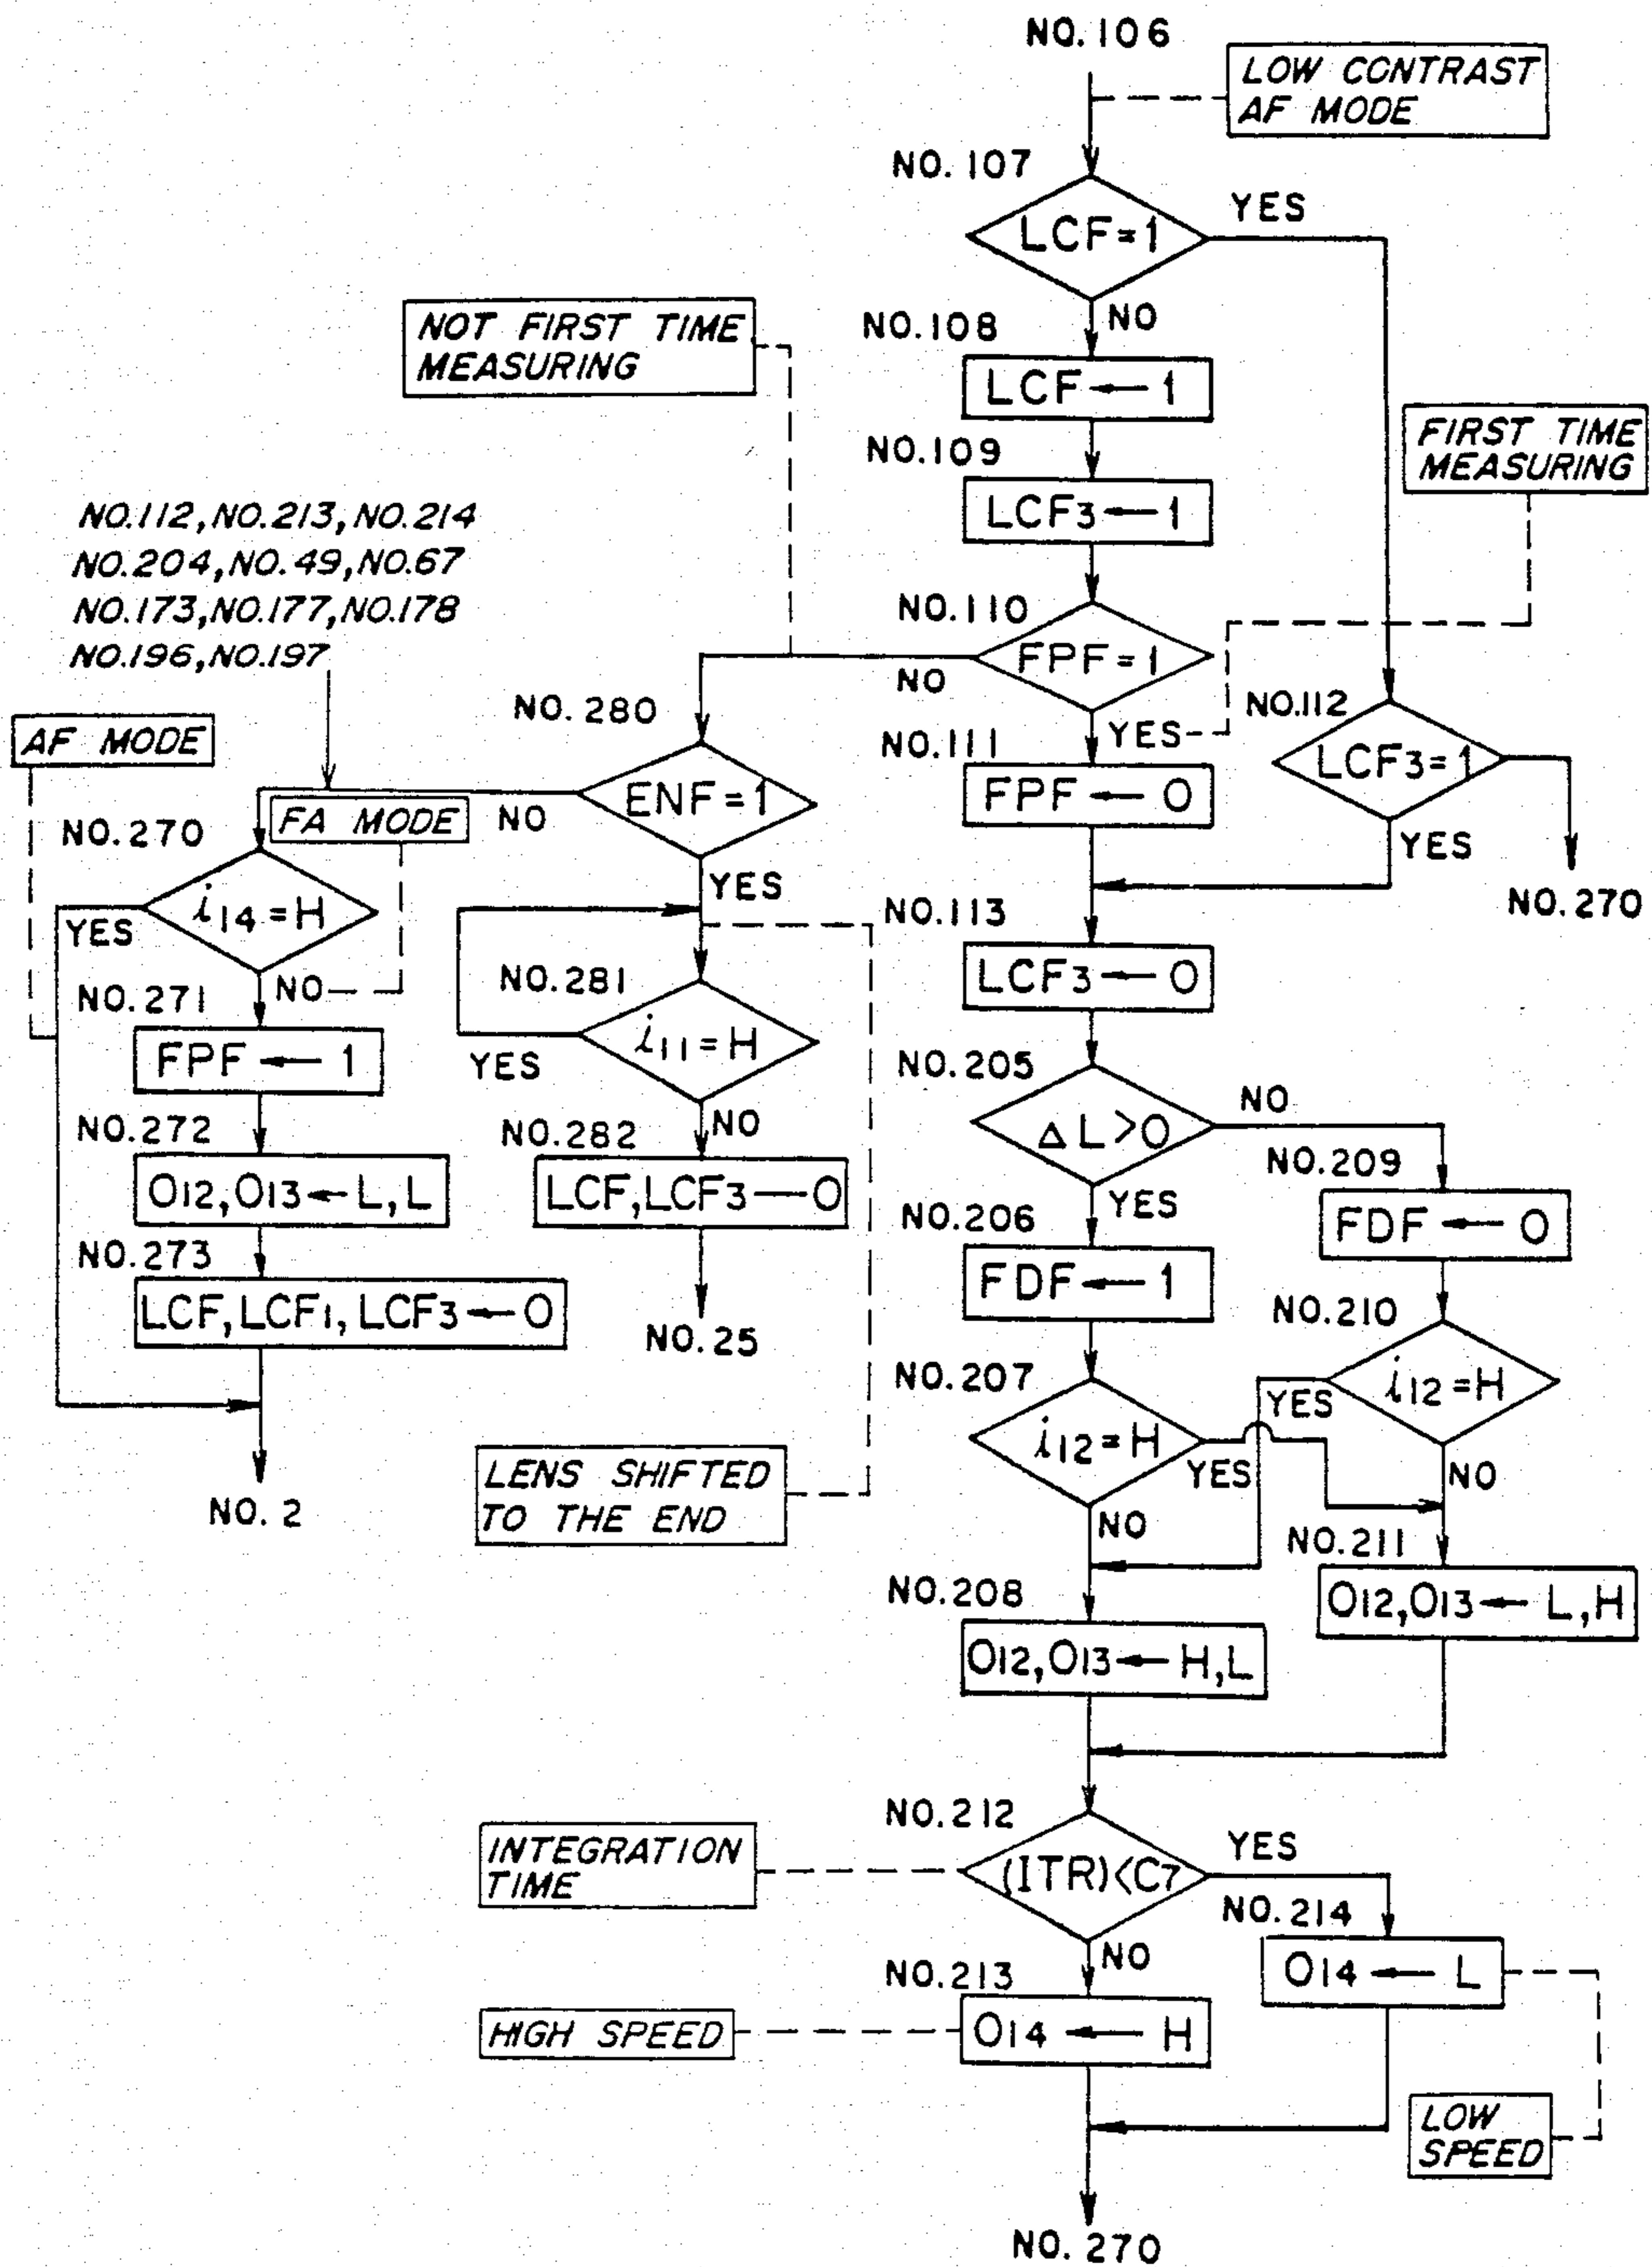 NO.106
LOW CONTRAST
AF MODE
NO.107
LCF=1
YES
NO
NOT FIRST TIME
MEASURING
NO.108
LCF ← 1
FIRST TIME
MEASURING
NO.109
LCF3 ← 1
NO.112, NO.213, NO.214
NO.204, NO.49, NO.67
NO.173, NO.177, NO.178
NO.196, NO.197
NO.110
FPF=1
NO
YES
NO.280
ENF=1
NO
YES
NO.111
FPF ← 0
NO.112
LCF3=1
YES
NO.270
AF MODE
FA MODE
NO.270
i14=H
YES
NO
NO.271
FPF ← 1
NO.272
O12,O13 ← L,L
NO.273
LCF,LCF1,LCF3 ← 0
NO.2
NO.281
i11=H
YES
NO
NO.282
LCF,LCF3 — 0
NO.25
LENS SHIFTED
TO THE END
NO.113
LCF3 ← 0
NO.205
ΔL>0
NO
YES
NO.206
FDF ← 1
NO.209
FDF ← 0
NO.207
i12=H
YES
NO
NO.210
i12=H
YES
NO
NO.208
O12,O13 ← H,L
NO.211
O12,O13 ← L,H
NO.212
INTEGRATION
TIME
(ITR)<C7
YES
NO
NO.214
O14 ← L
NO.213
HIGH SPEED
O14 ← H
LOW
SPEED
NO.270